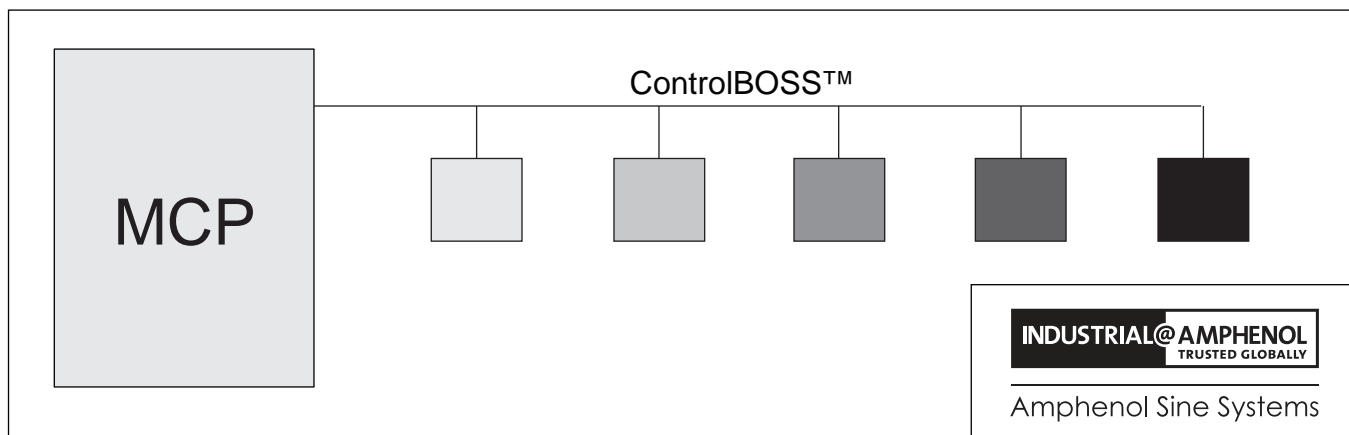 ControlBOSS™
MCP
INDUSTRIAL@AMPHENOL
TRUSTED GLOBALLY
Amphenol Sine Systems